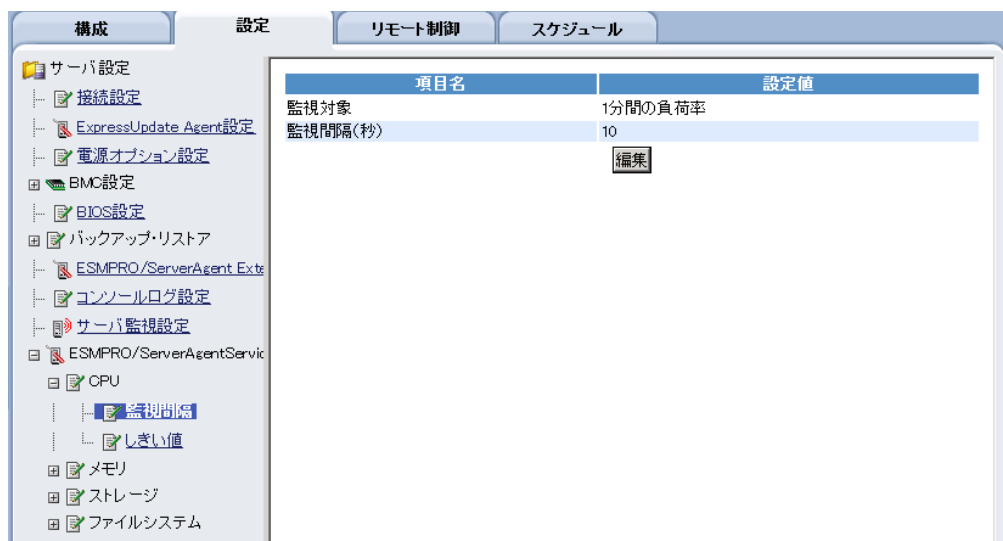 構成 設定 リモート制御 スケジュール
サーバ設定
接続設定
ExpressUpdate Agent設定
電源オプション設定
BMC設定
BIOS設定
バックアップ・リストア
ESMPRO/ServerAgent Exte
コンソールログ設定
サーバ監視設定
ESMPRO/ServerAgentServic
CPU
監視間隔
しきい値
メモリ
ストレージ
ファイルシステム
項目名 設定値
監視対象 1分間の負荷率
監視間隔(秒) 10
編集